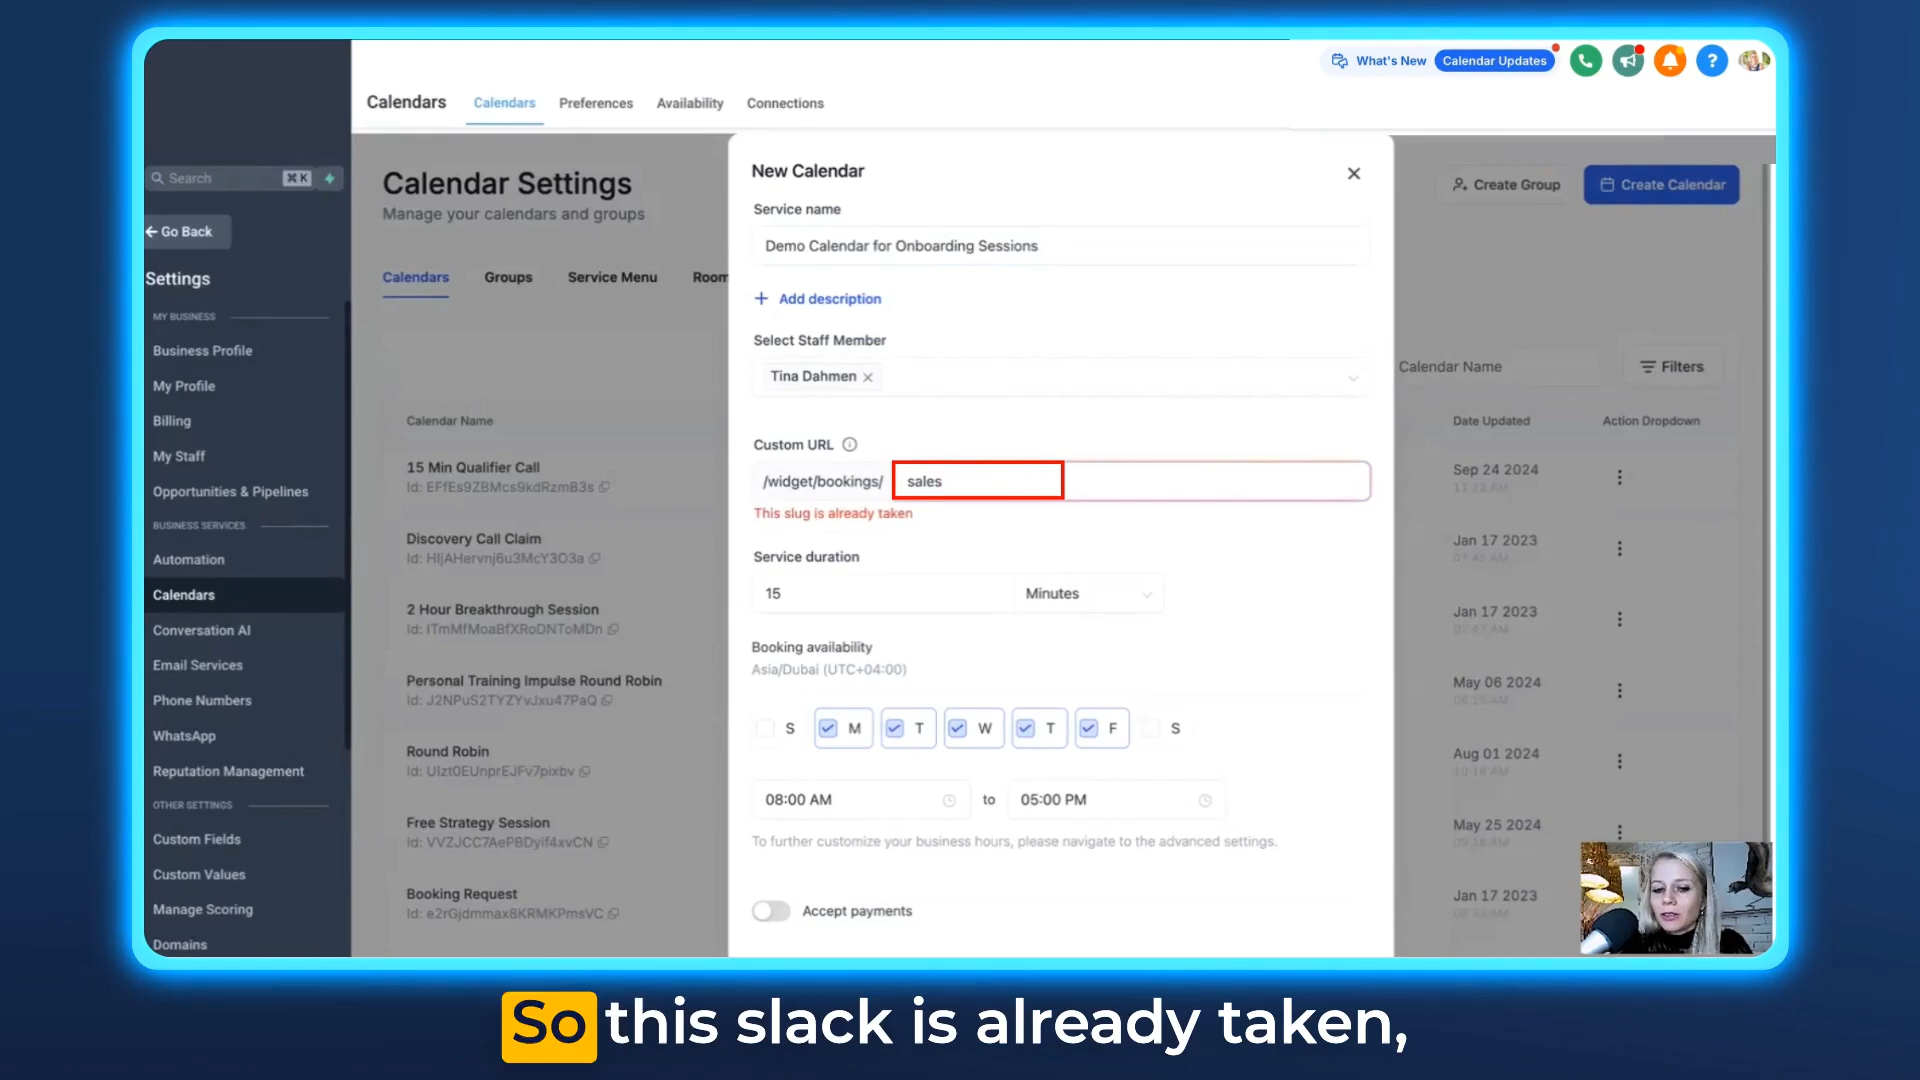 What's New
Calendar Updates
?
Calendars
Calendars
Preferences
Availability
Connections
Search
⌘ K
Go Back
Settings
MY BUSINESS
Business Profile
My Profile
Billing
My Staff
Opportunities & Pipelines
BUSINESS SERVICES
Automation
Calendars
Conversation AI
Email Services
Phone Numbers
WhatsApp
Reputation Management
OTHER SETTINGS
Custom Fields
Custom Values
Manage Scoring
Domains
Calendar Settings
Manage your calendars and groups
Create Group
Create Calendar
Calendars
Groups
Service Menu
Room
Calendar Name
Filters
Calendar Name
Date Updated
Action Dropdown
15 Min Qualifier Call
Id: EFfEs9ZBMcs9kdRzmB3s
Sep 24 2024
Discovery Call Claim
Id: HIjAHervnj6u3McY3O3a
Jan 17 2023
2 Hour Breakthrough Session
Id: ITmMfMoaBfXRoDNToMDn
Jan 17 2023
Personal Training Impulse Round Robin
Id: J2NPuS2TYZYvJxu47PaQ
May 06 2024
Round Robin
Id: UIzt0EUnprEJFv7pixbv
Aug 01 2024
Free Strategy Session
Id: VVZJCC7AePBDyif4xvCN
May 25 2024
Booking Request
Id: e2rGjdmmax8KRMKPmsVC
Jan 17 2023
New Calendar
Service name
Demo Calendar for Onboarding Sessions
+ Add description
Select Staff Member
Tina Dahmen
Custom URL
/widget/bookings/ sales
This slug is already taken
Service duration
15 Minutes
Booking availability
Asia/Dubai (UTC+04:00)
S M T W T F S
08:00 AM to 05:00 PM
To further customize your business hours, please navigate to the advanced settings.
Accept payments
So this slack is already taken,